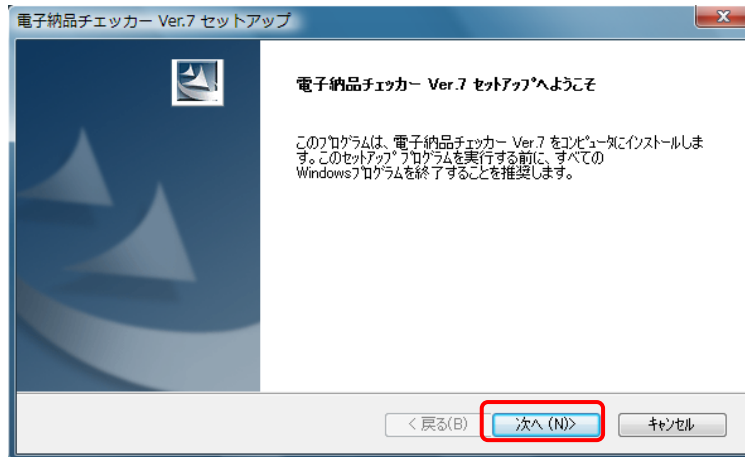 電子納品チェッカー Ver.7 セットアップ
x
電子納品チェッカー Ver.7 ｾｯﾄｱｯﾌﾟへようこそ
このﾌﾟﾛｸﾞﾗﾑは、電子納品チェッカー Ver.7 をｺﾝﾋﾟｭｰﾀにインストールしま
す。このｾｯﾄｱｯﾌﾟ ﾌﾟﾛｸﾞﾗﾑを実行する前に、すべての
Windowsﾌﾟﾛｸﾞﾗﾑを終了することを推奨します。
< 戻る(B)
次へ (N)>
ｷｬﾝｾﾙ